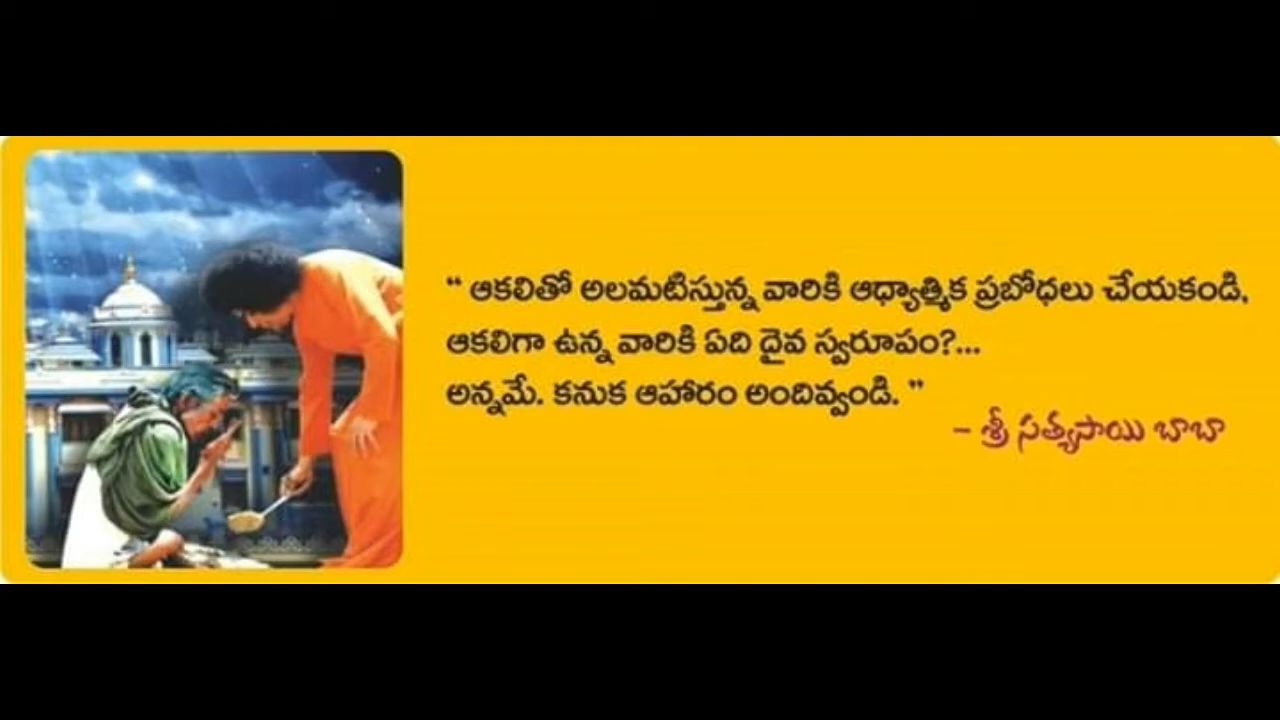 “ ఆకలితో అలమటిస్తున్న వారికి ఆధ్యాత్మిక ప్రబోధలు చేయకండి,
ఆకలిగా ఉన్న వారికి ఏది దైవ స్వరూపం?...
అన్నమే. కనుక ఆహారం అందివ్వండి. ”
– శ్రీ సత్యసాయి బాబా